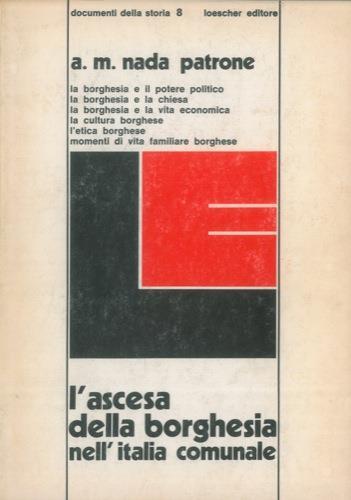 documenti della storia 8 loescher editore
a. m. nada patrone
la borghesia e il potere politico
la borghesia e la chiesa
la borghesia e la vita economica
la cultura borghese
l'etica borghese
momenti di vita familiare borghese
l'ascesa
della borghesia
nell'italia comunale